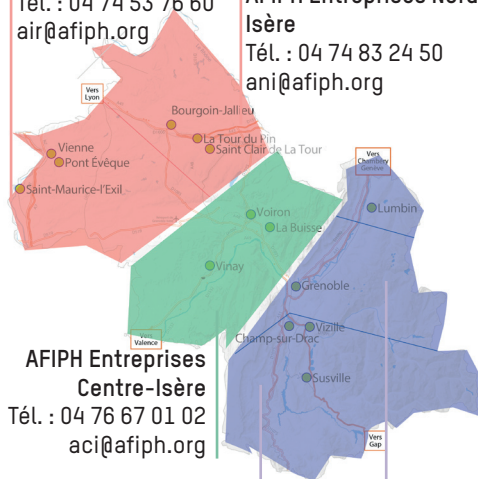 Tél. : 04 74 53 76 60
air@afiph.org
AFIPH Entreprises Nord-
Isère
Tél. : 04 74 83 24 50
ani@afiph.org
Vers
Lyon
Bourgoin-Jallieu
La Tour du Pin
Saint Clair de La Tour
Vienne
Pont Évèque
Saint-Maurice-l'Exil
Vers
Chambéry
Genève
Lumbin
Voiron
La Buisse
Vinay
Grenoble
Vers
Valence
Champ-sur-Drac
Vizille
Susville
Vers
Gap
AFIPH Entreprises
Centre-Isère
Tél. : 04 76 67 01 02
aci@afiph.org